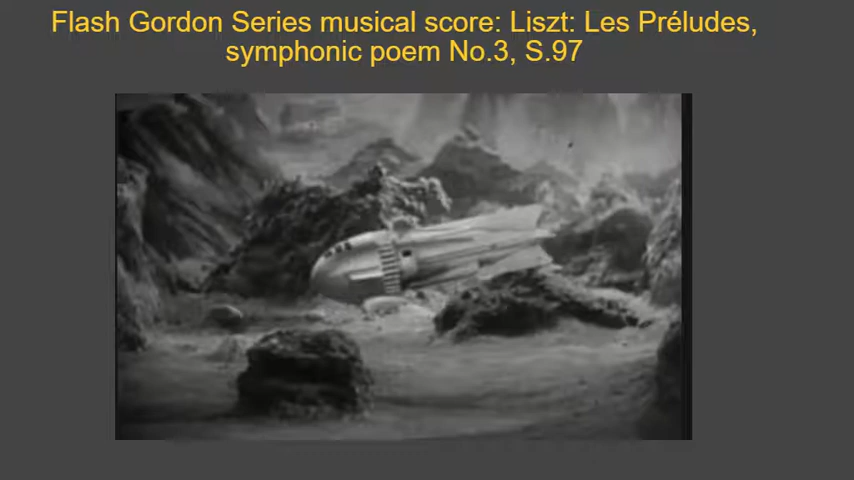 Flash Gordon Series musical score: Liszt: Les Préludes,
symphonic poem No.3, S.97